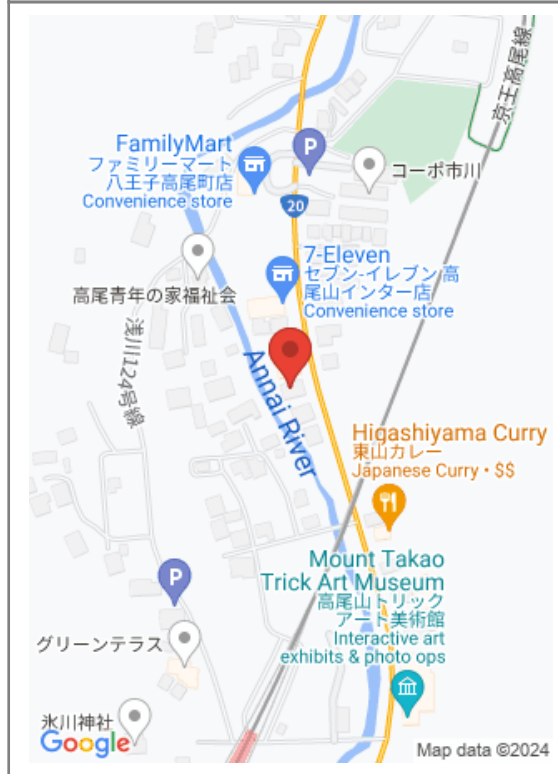 京王高尾線
FamilyMart
ファミリーマート
八王子高尾町店
Convenience store
P
コーポ市川
20
7-Eleven
セブン-イレブン 高
尾山インター店
Convenience store
高尾青年の家福祉会
浅川124号線
Annai River
Higashiyama Curry
東山カレー
Japanese Curry • $$
Mount Takao
Trick Art Museum
高尾山トリック
アート美術館
Interactive art
exhibits & photo ops
P
グリーンテラス
氷川神社
Google
Map data ©2024